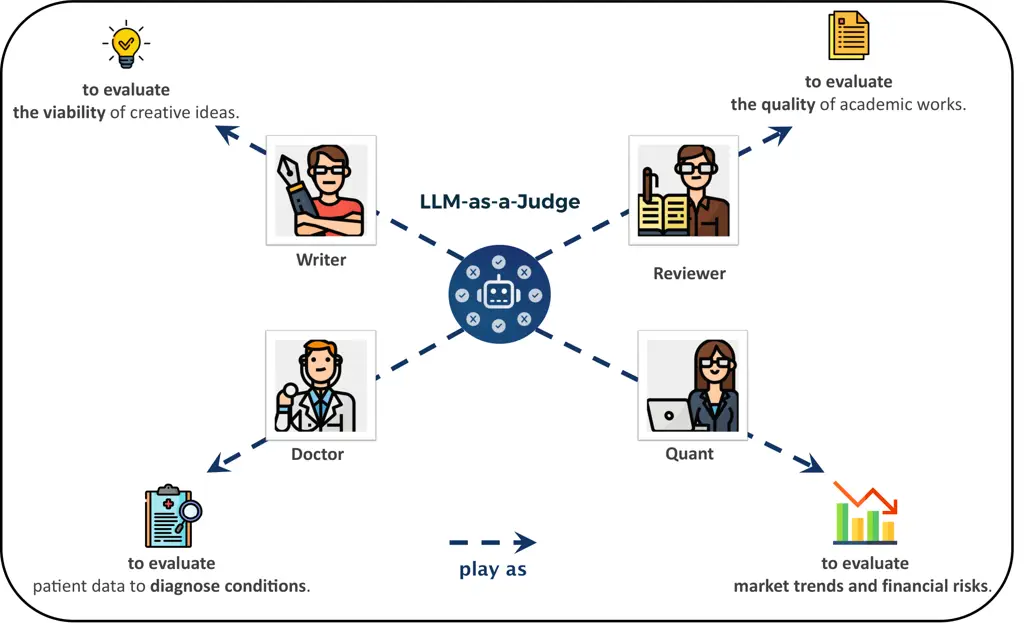 to evaluate
the viability of creative ideas.
to evaluate
the quality of academic works.
LLM-as-a-Judge
Writer
Reviewer
Doctor
Quant
to evaluate
patient data to diagnose conditions.
play as
to evaluate
market trends and financial risks.